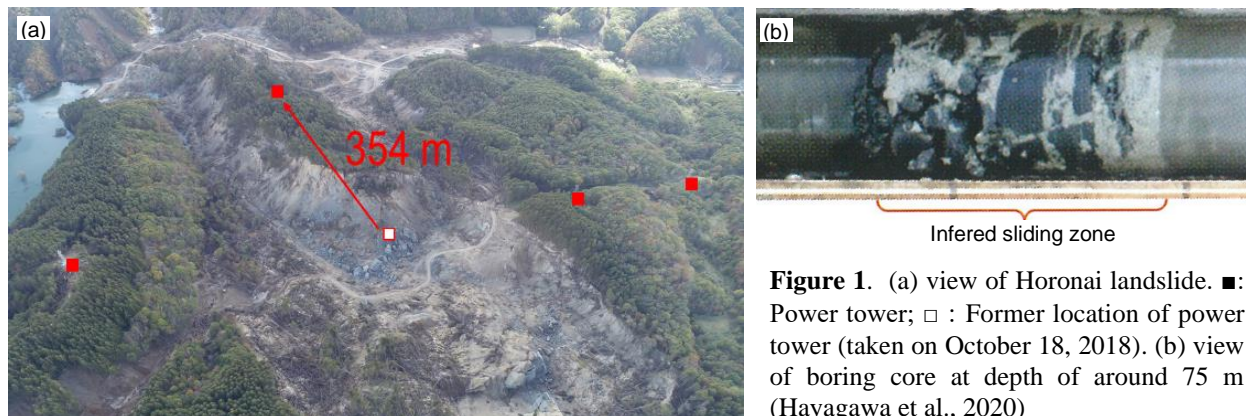 (a)
354 m
(b)
Infered sliding zone
Figure 1. (a) view of Horonai landslide. ■:
Power tower; □ : Former location of power
tower (taken on October 18, 2018). (b) view
of boring core at depth of around 75 m
(Hayagawa et al., 2020)